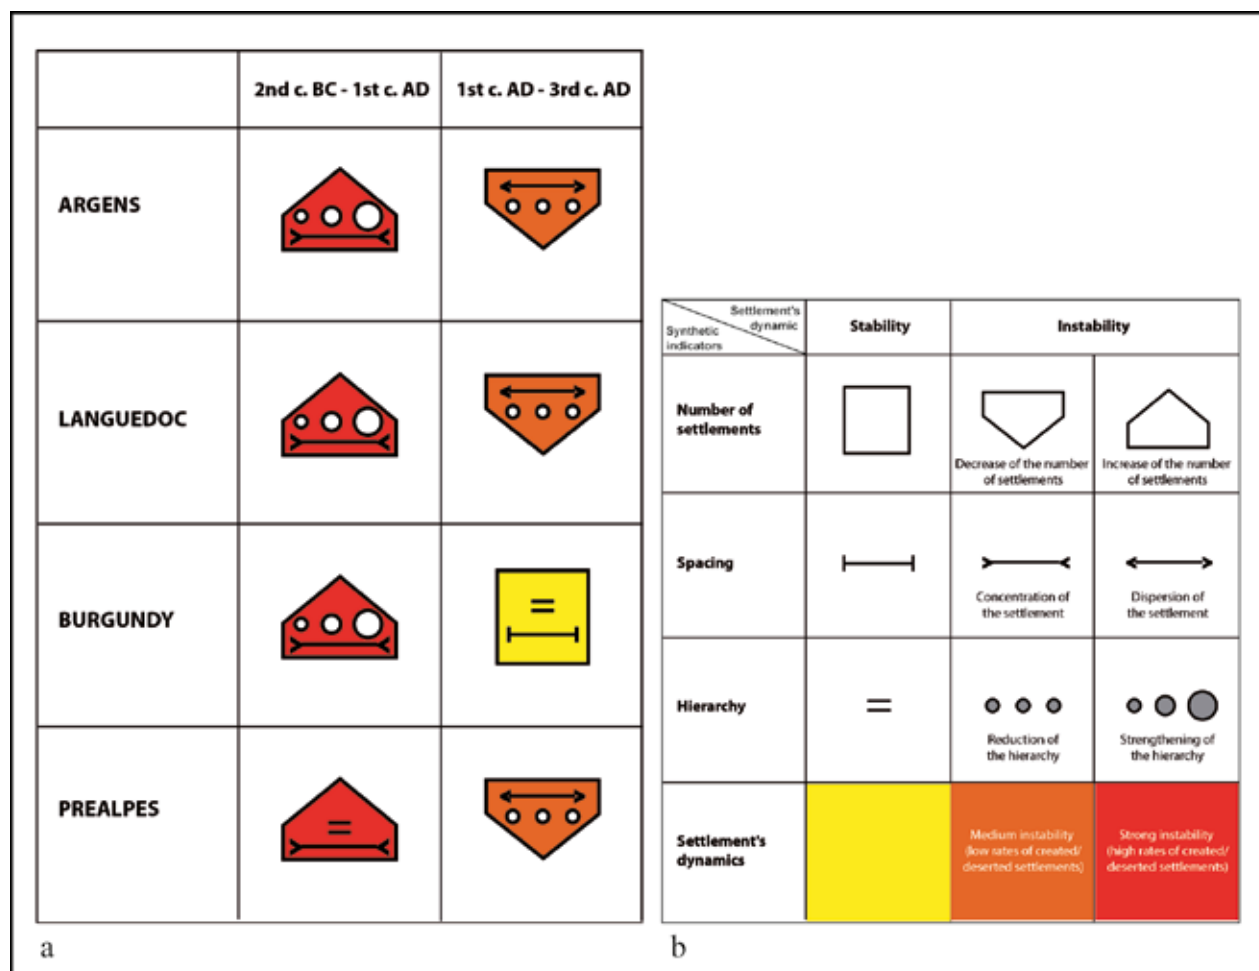 2nd c. BC - 1st c. AD
1st c. AD - 3rd c. AD
ARGENS
LANGUEDOC
BURGUNDY
=
PREALPES
=
a
Settlement's
dynamic
Synthetic
indicators
Stability
Instability
Number of
settlements
Decrease of the number
of settlements
Increase of the number
of settlements
Spacing
Concentration of
the settlement
Dispersion of
the settlement
Hierarchy
=
Reduction of
the hierarchy
Strengthening of
the hierarchy
Settlement's
dynamics
Medium instability
(low rates of created/
deserted settlements)
Strong instability
(high rates of created/
deserted settlements)
b